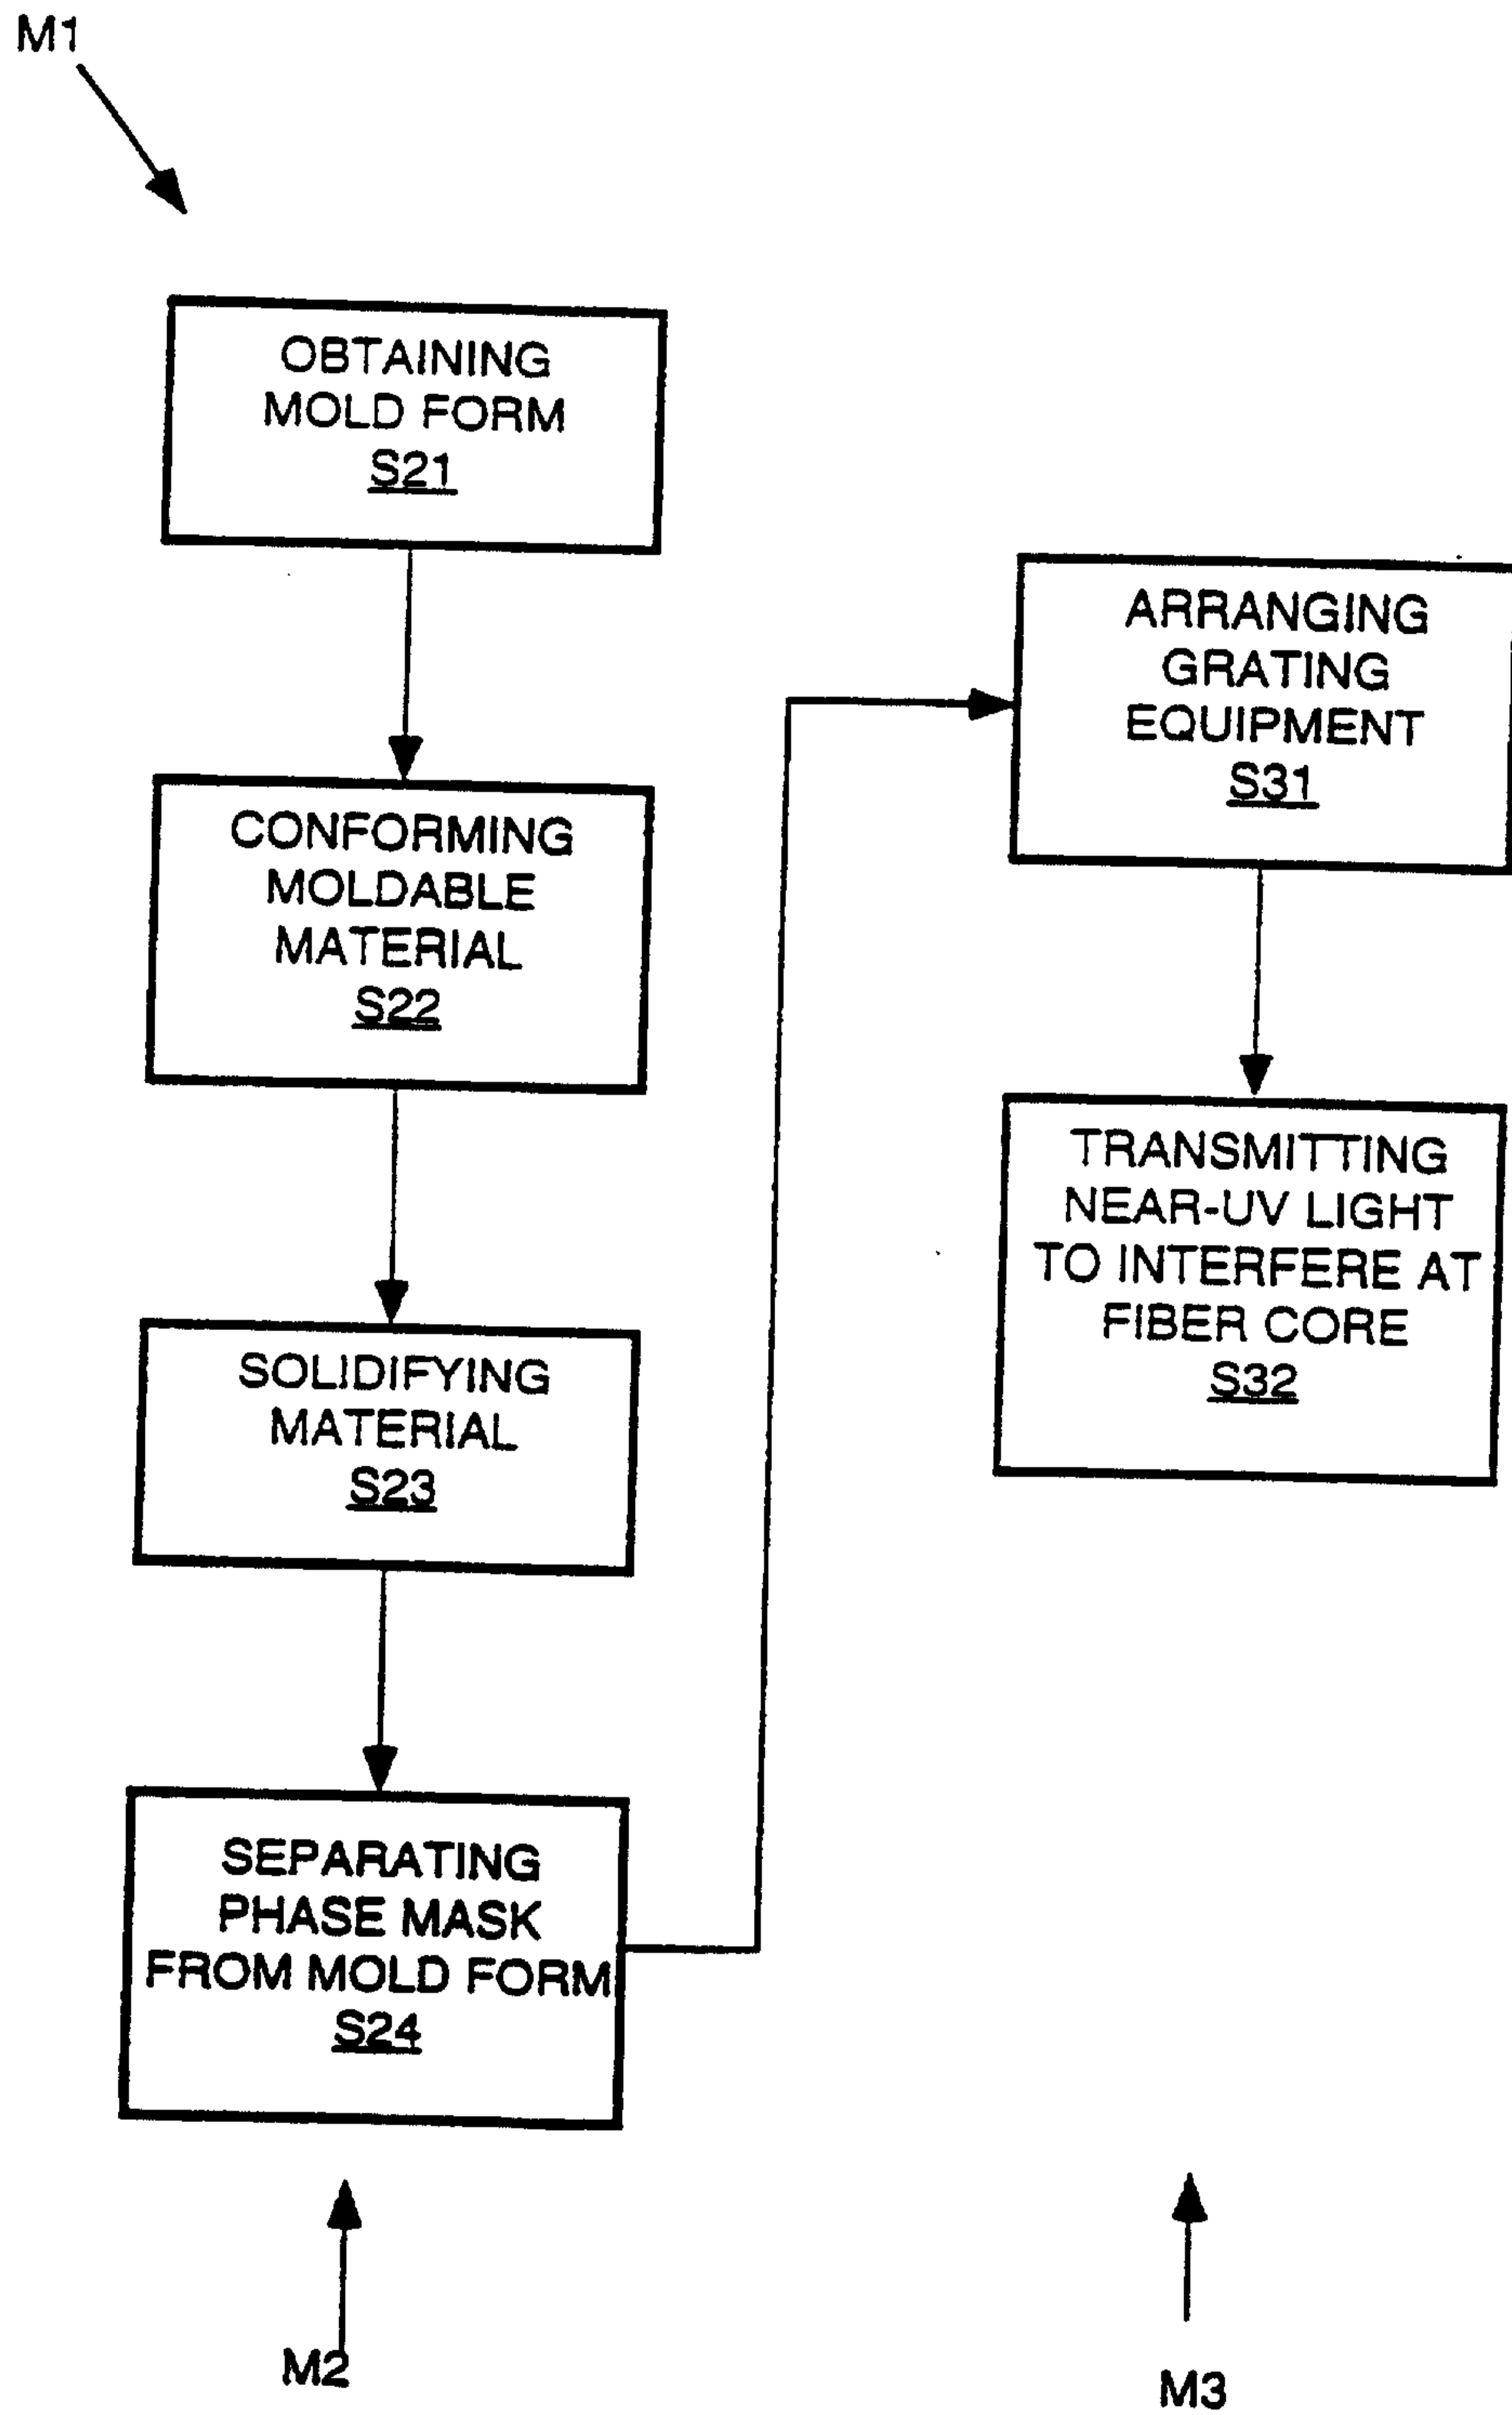 M1
OBTAINING
MOLD FORM
S21
CONFORMING
MOLDABLE
MATERIAL
S22
SOLIDIFYING
MATERIAL
S23
SEPARATING
PHASE MASK
FROM MOLD FORM
S24
M2
ARRANGING
GRATING
EQUIPMENT
S31
TRANSMITTING
NEAR-UV LIGHT
TO INTERFERE AT
FIBER CORE
S32
M3